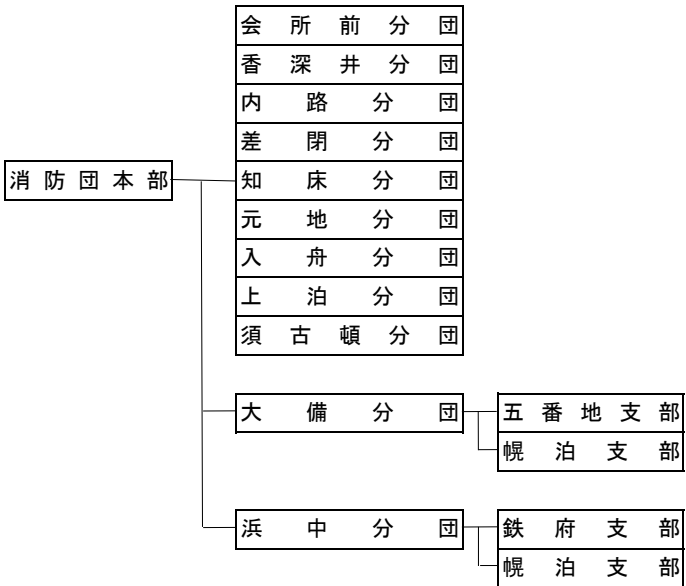 会所前分団
香深井分団
内路分団
差閉分団
消防団本部
知床分団
元地分団
入舟分団
上泊分団
須古頓分団
大備分団
五番地支部
幌泊支部
浜中分団
鉄府支部
幌泊支部